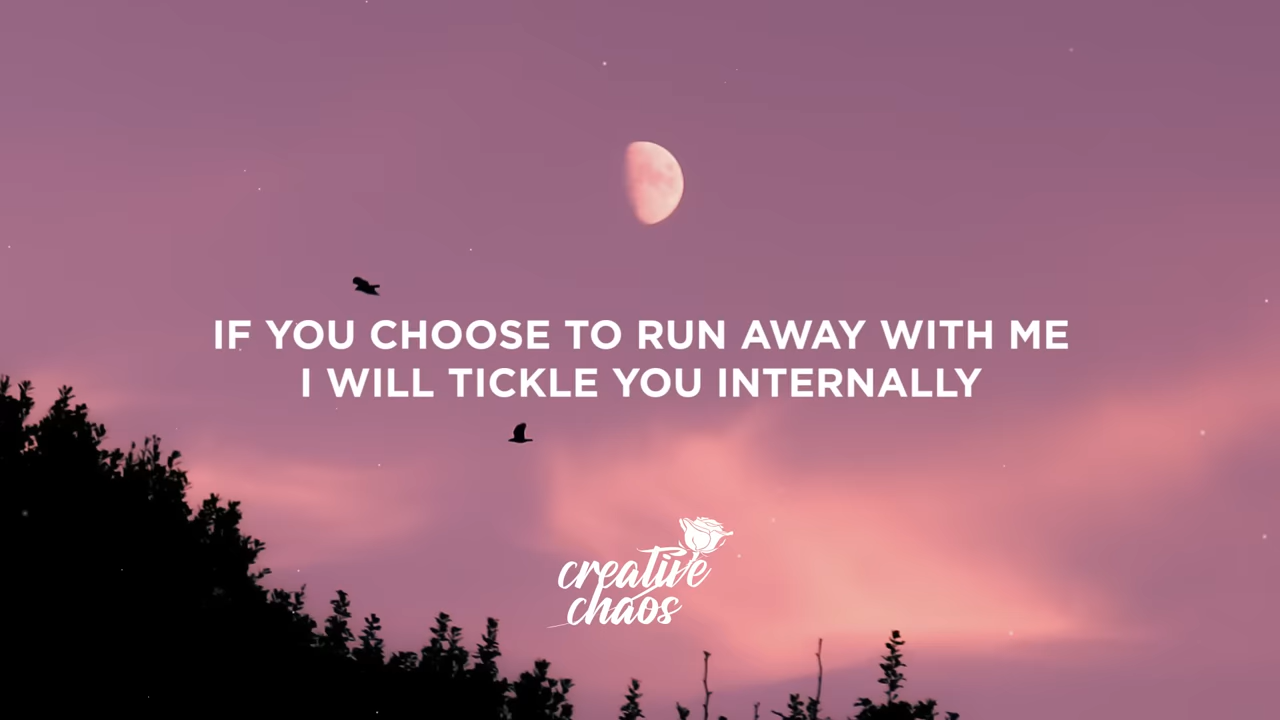 IF YOU CHOOSE TO RUN AWAY WITH ME
I WILL TICKLE YOU INTERNALLY
creative
chaos